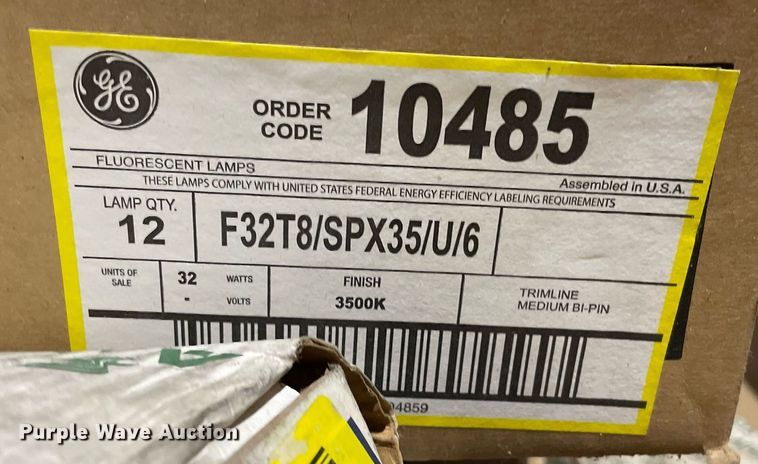 GE
ORDER CODE 10485
FLUORESCENT LAMPS
Assembled in U.S.A.
THESE LAMPS COMPLY WITH UNITED STATES FEDERAL ENERGY EFFICIENCY LABELING REQUIREMENTS
LAMP QTY.
12
F32T8/SPX35/U/6
UNITS OF
SALE
32 WATTS
- VOLTS
FINISH
3500K
TRIMLINE
MEDIUM BI-PIN
04859
Purple Wave Auction